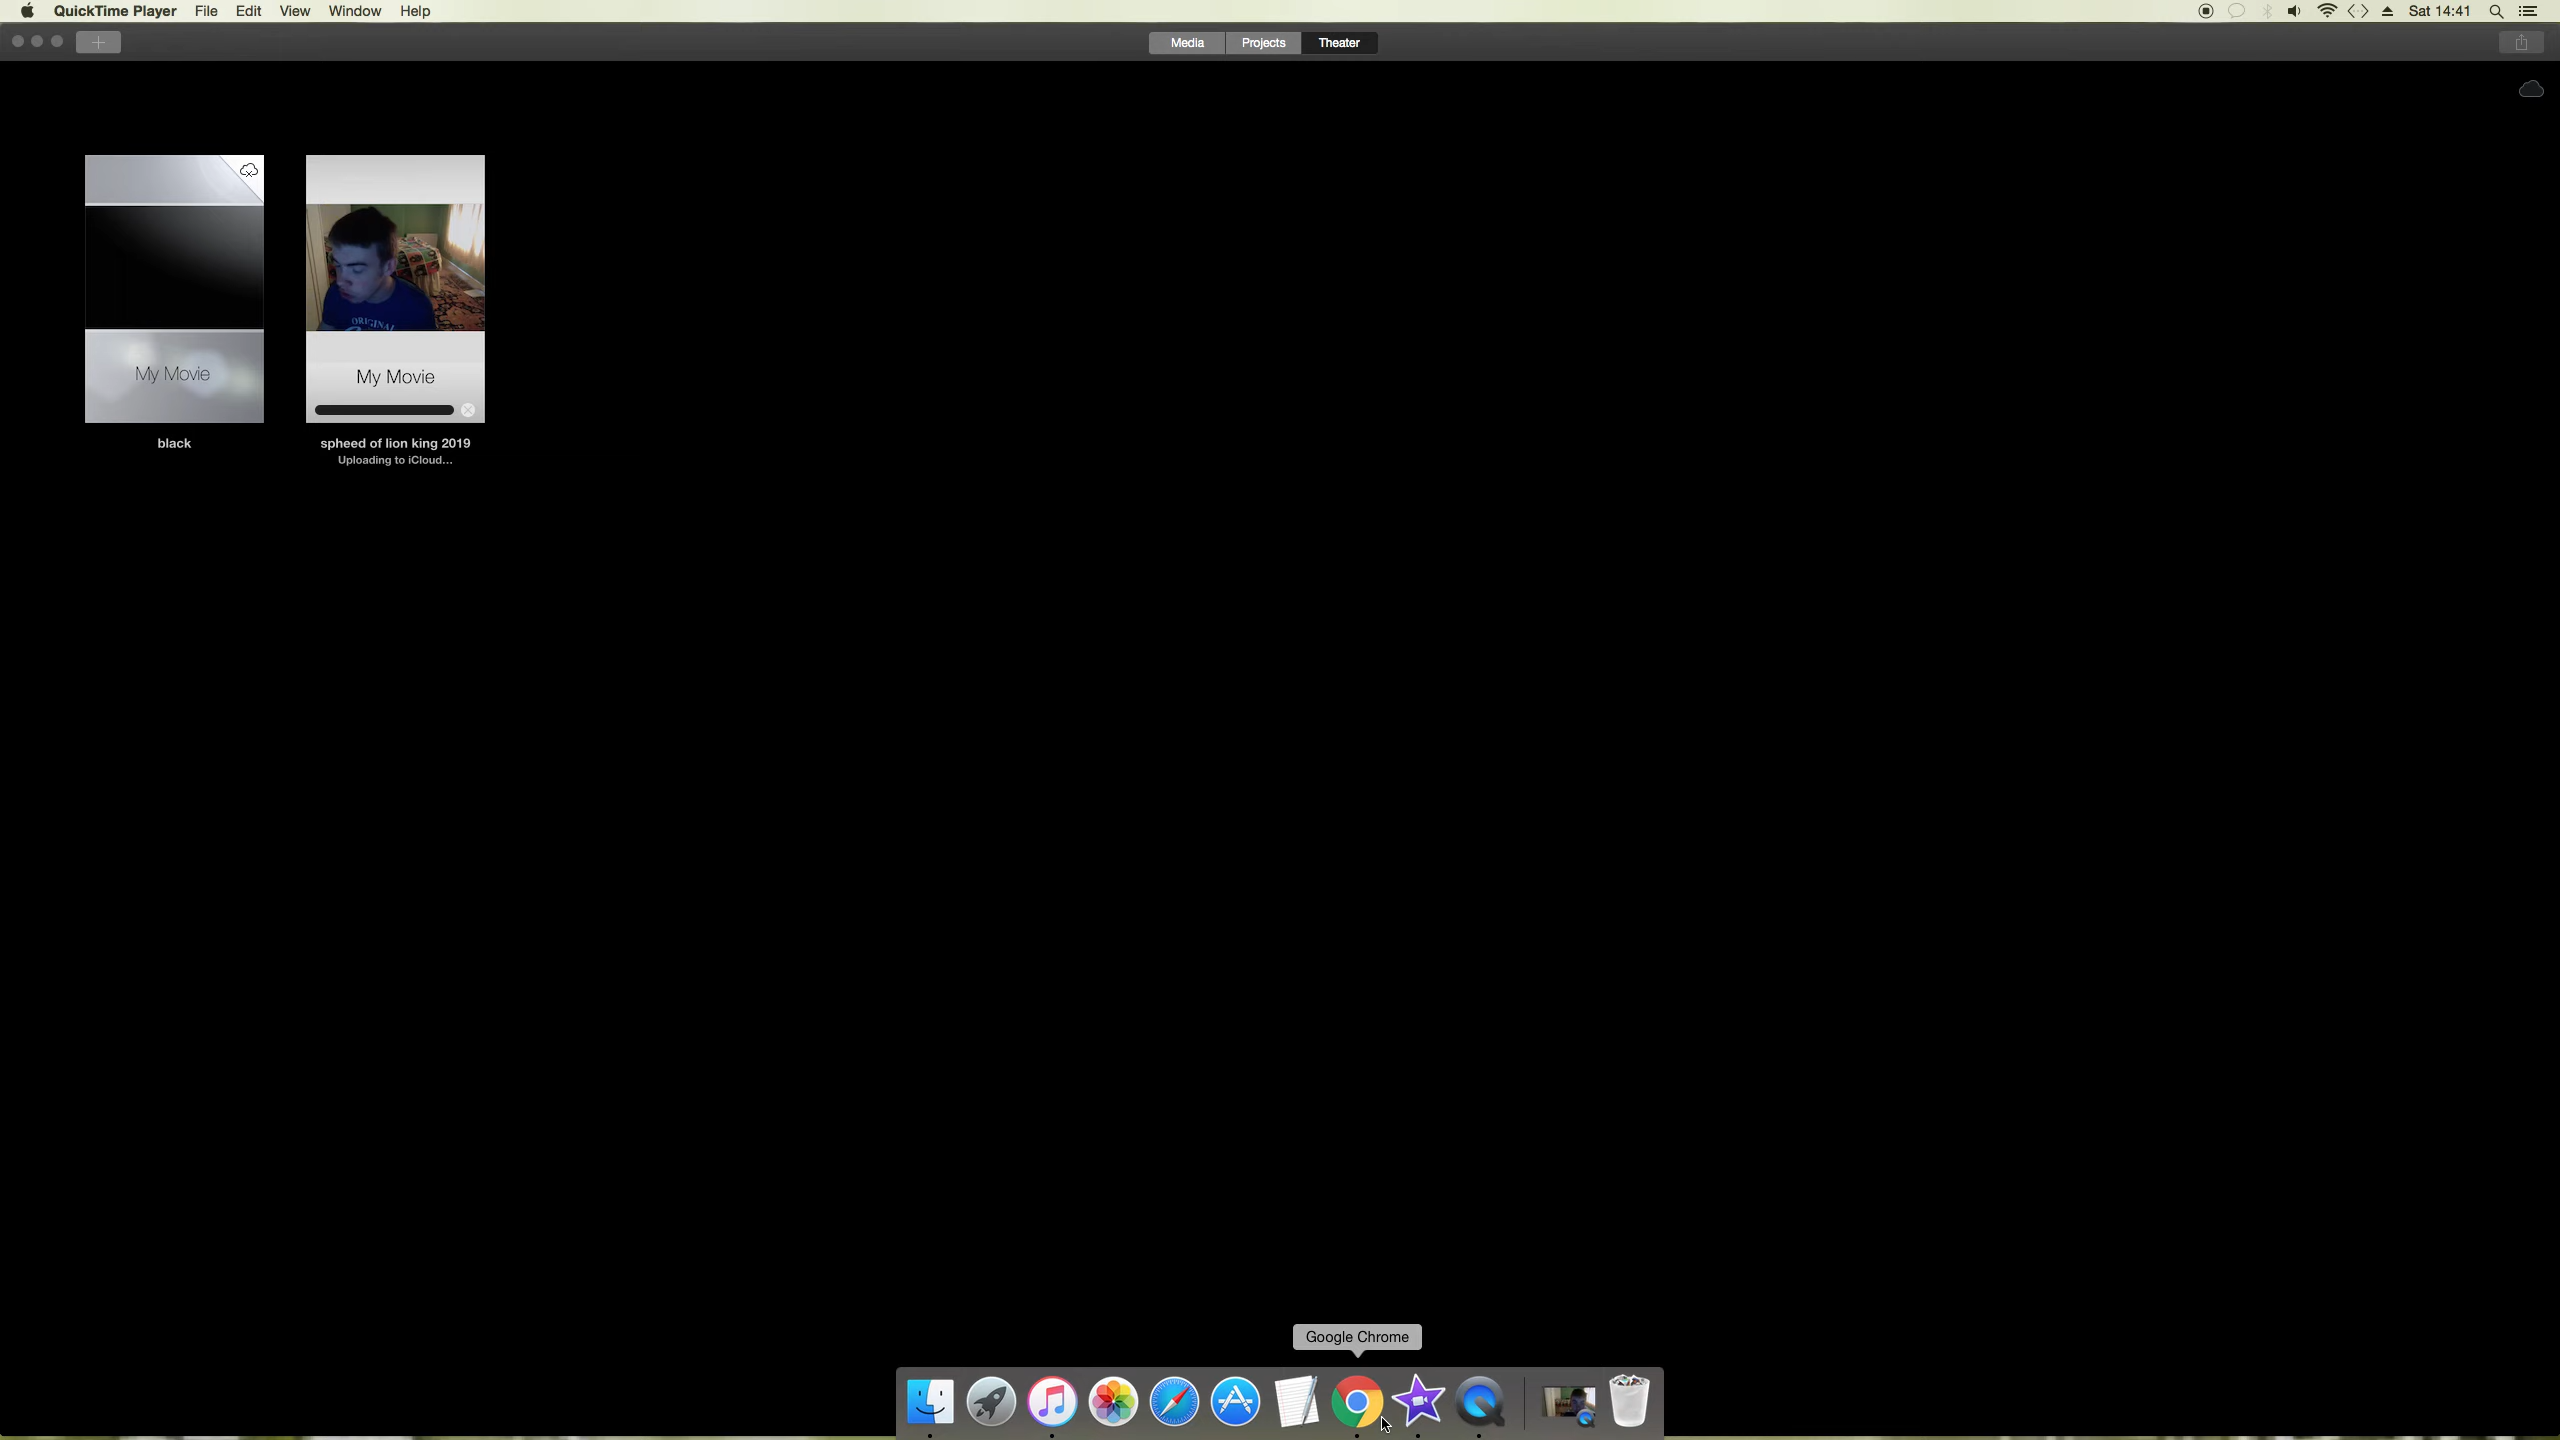 QuickTime Player File Edit View Window Help Sat 14:41
Media Projects Theater
My Movie
My Movie
ORIGINAL
black
spheed of lion king 2019
Uploading to iCloud...
Google Chrome